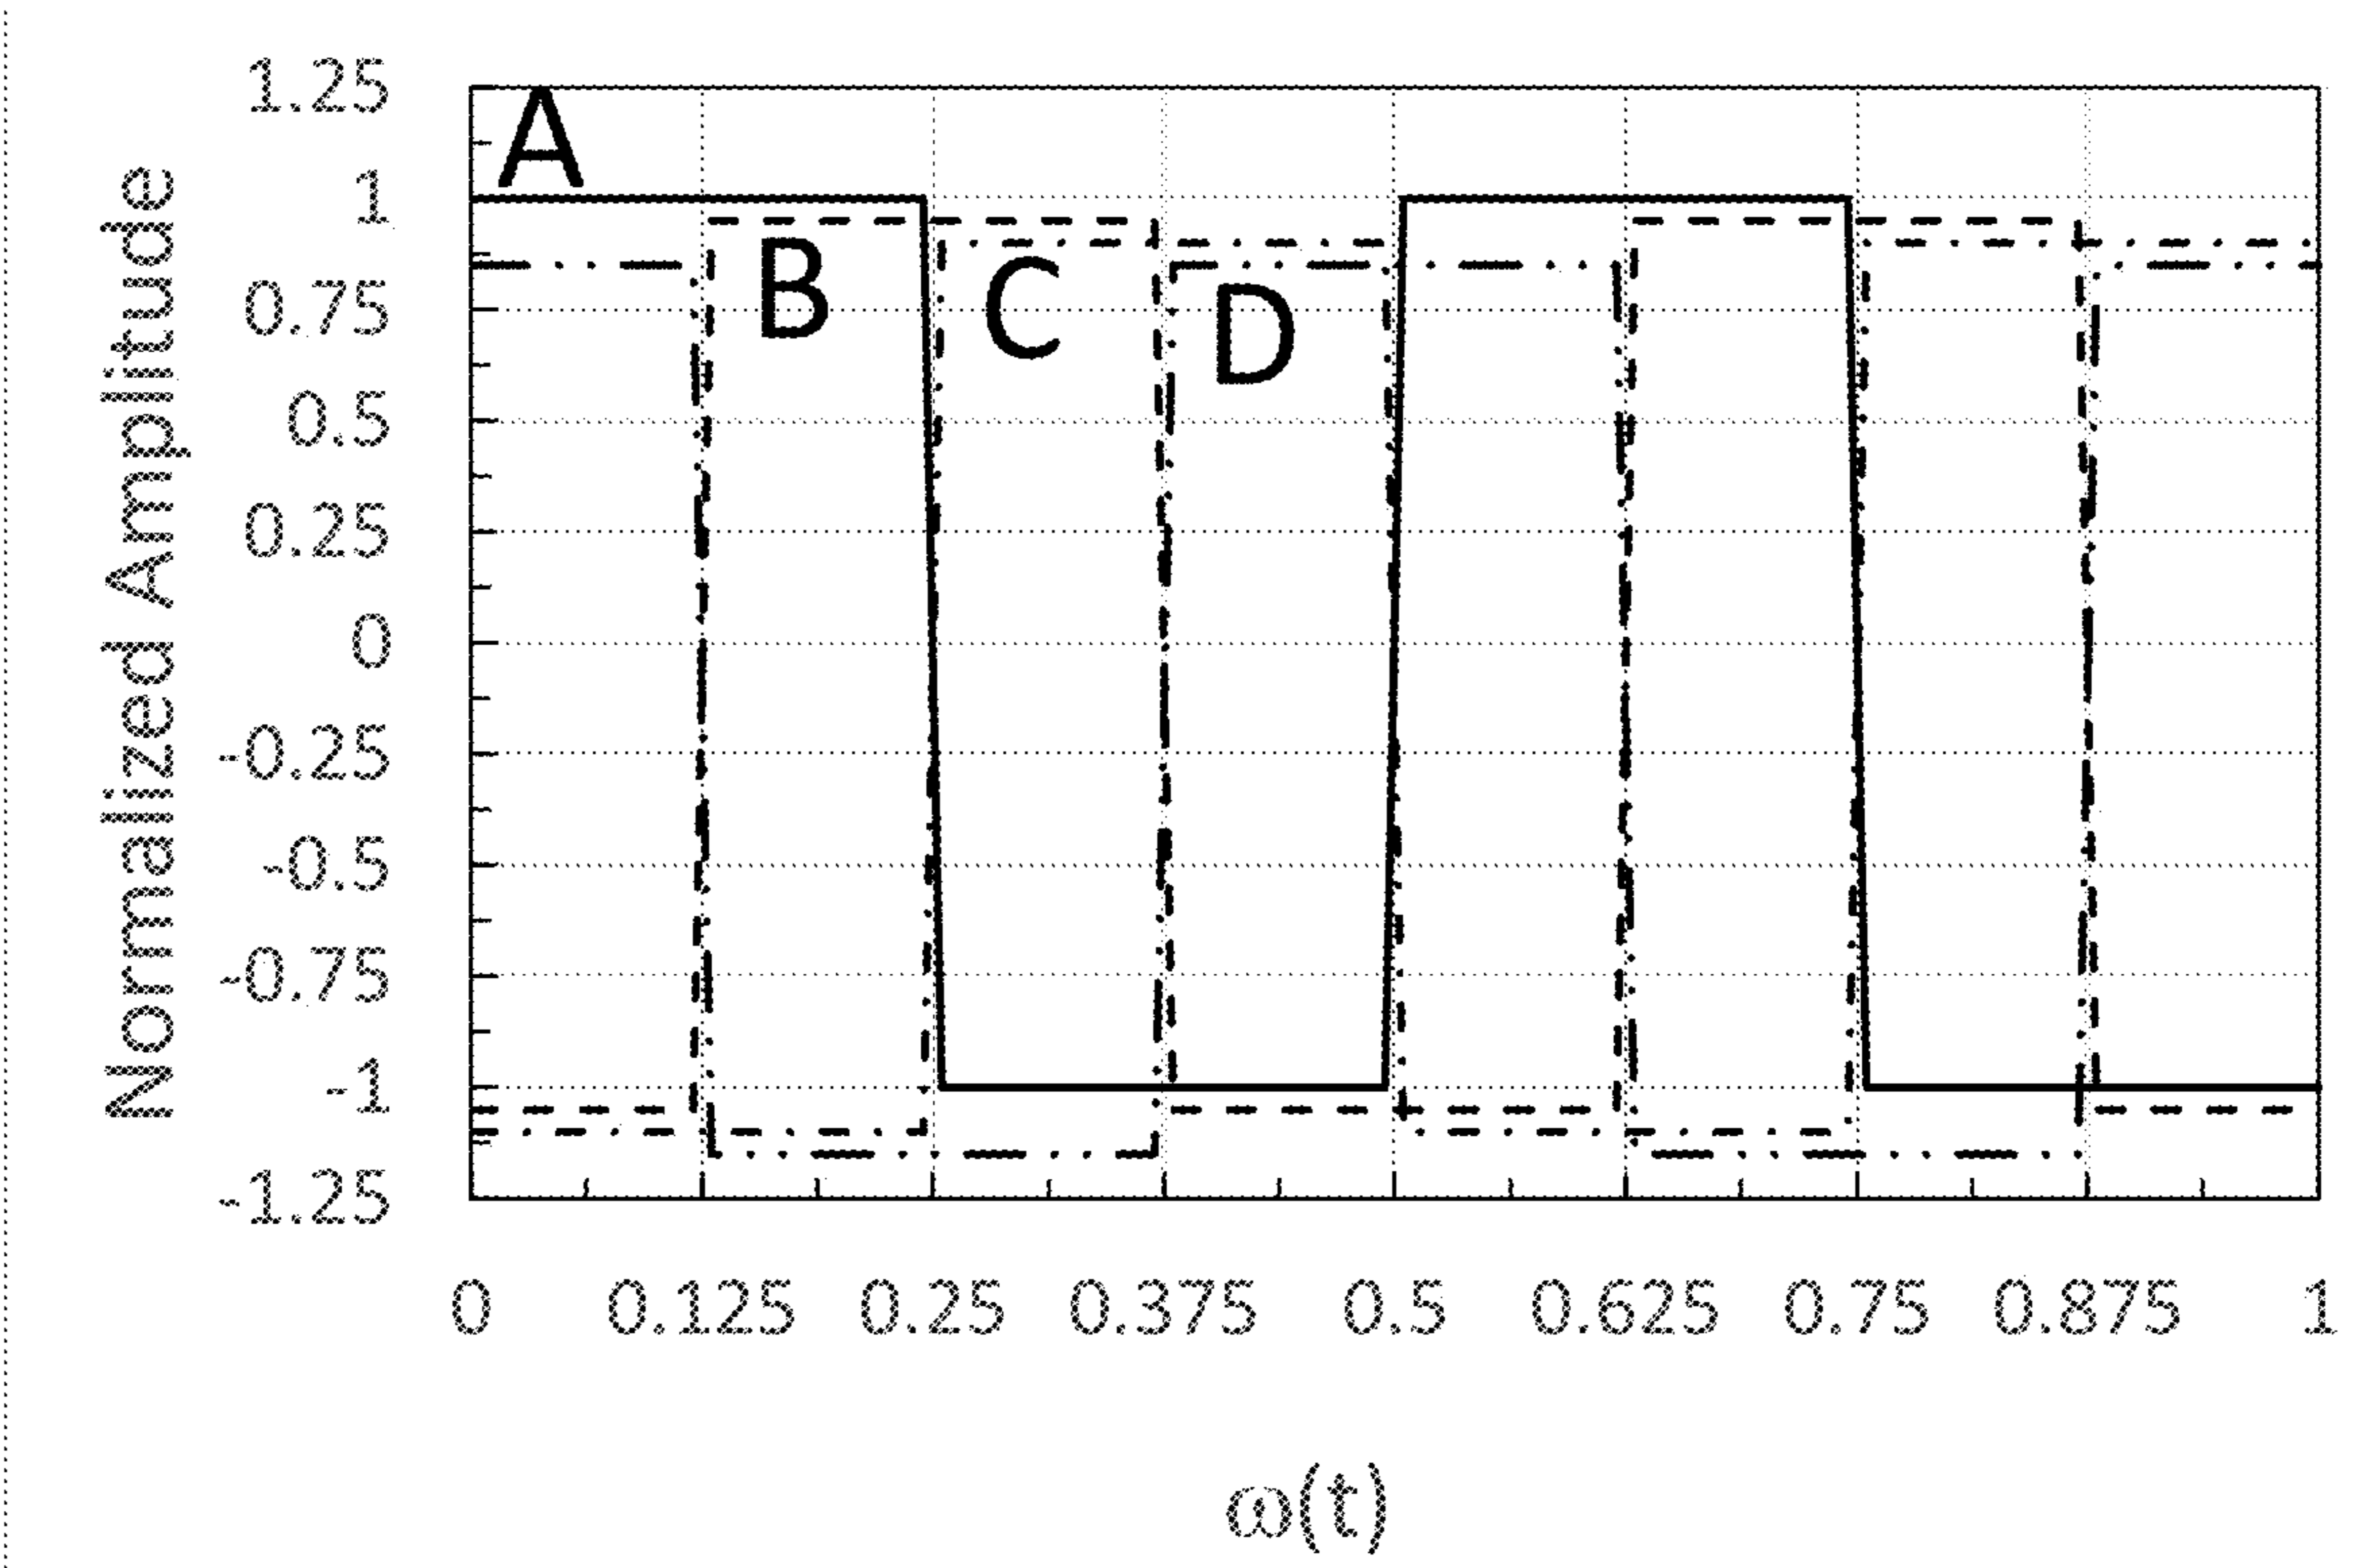 Normalized Amplitude
1.25
1
0.75
0.5
0.25
0
-0.25
-0.5
-0.75
-1
-1.25
A
B
C
D
0 0.125 0.25 0.375 0.5 0.625 0.75 0.875 1
ω(t)